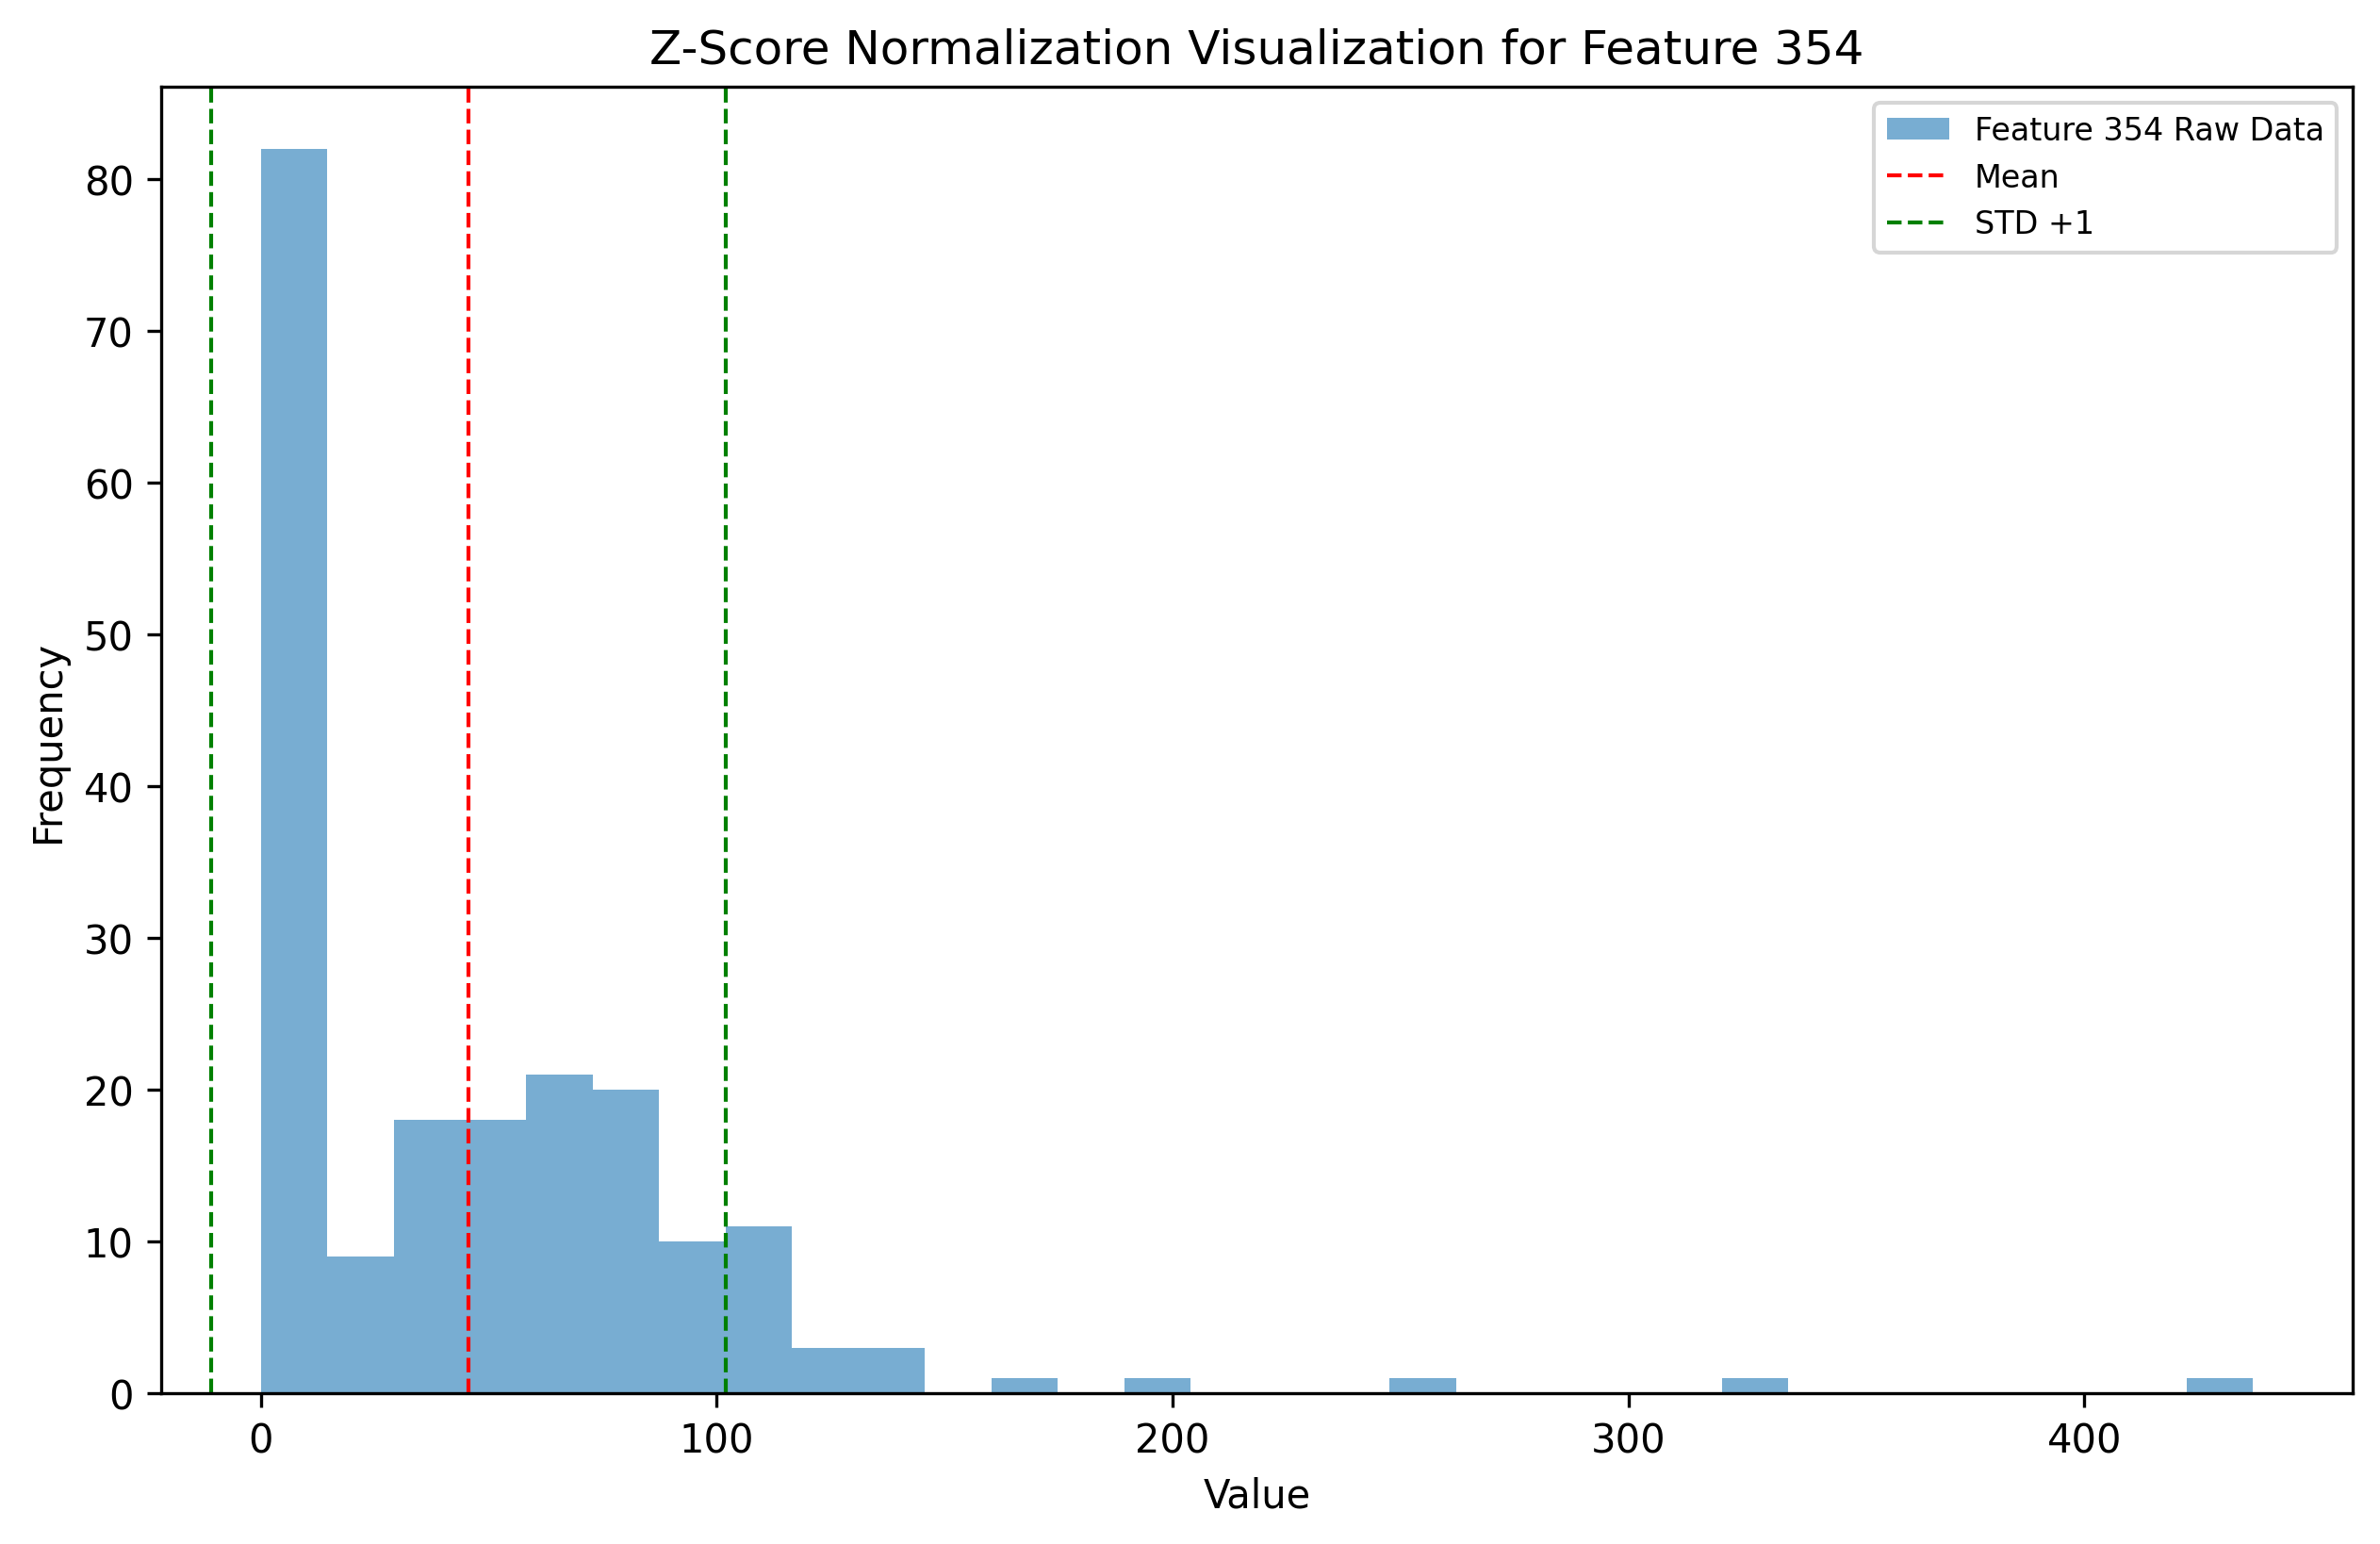 Z-Score Normalization Visualization for Feature 354
Feature 354 Raw Data
Mean
STD +1
Frequency
80
70
60
50
40
30
20
10
0
0 100 200 300 400
Value